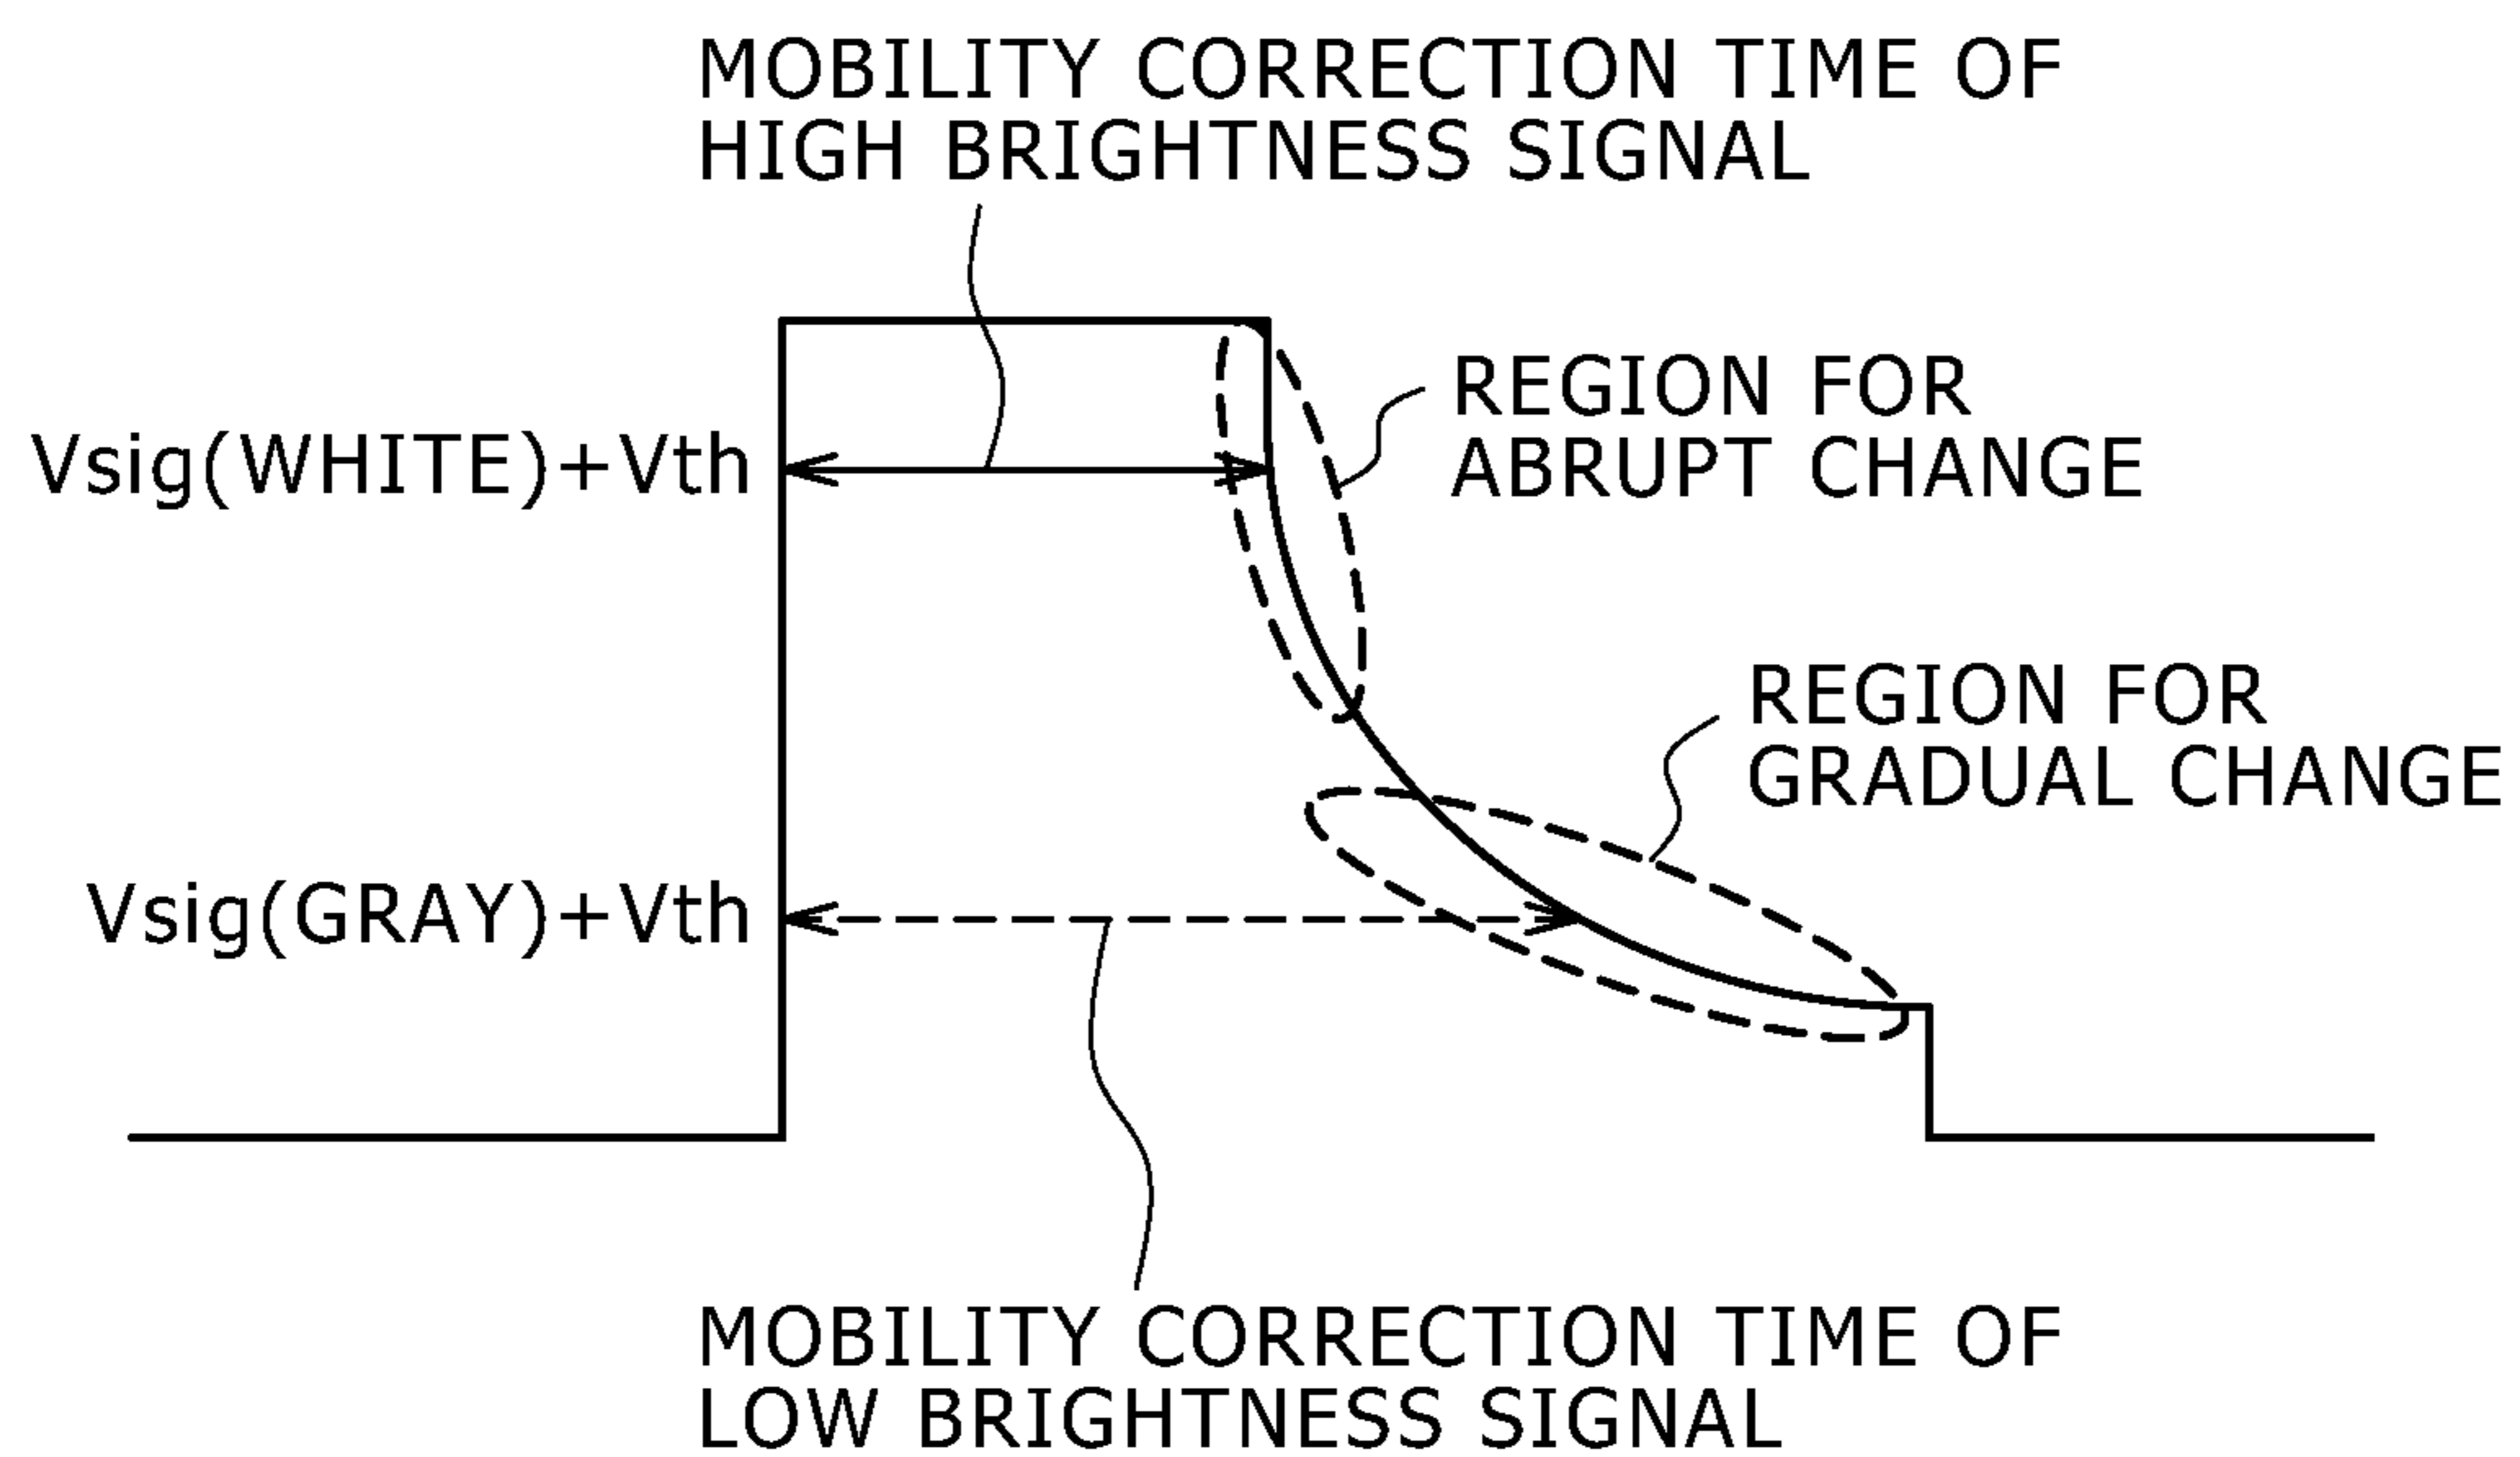 MOBILITY CORRECTION TIME OF
HIGH BRIGHTNESS SIGNAL
REGION FOR
ABRUPT CHANGE
Vsig(WHITE)+Vth
REGION FOR
GRADUAL CHANGE
Vsig(GRAY)+Vth
MOBILITY CORRECTION TIME OF
LOW BRIGHTNESS SIGNAL